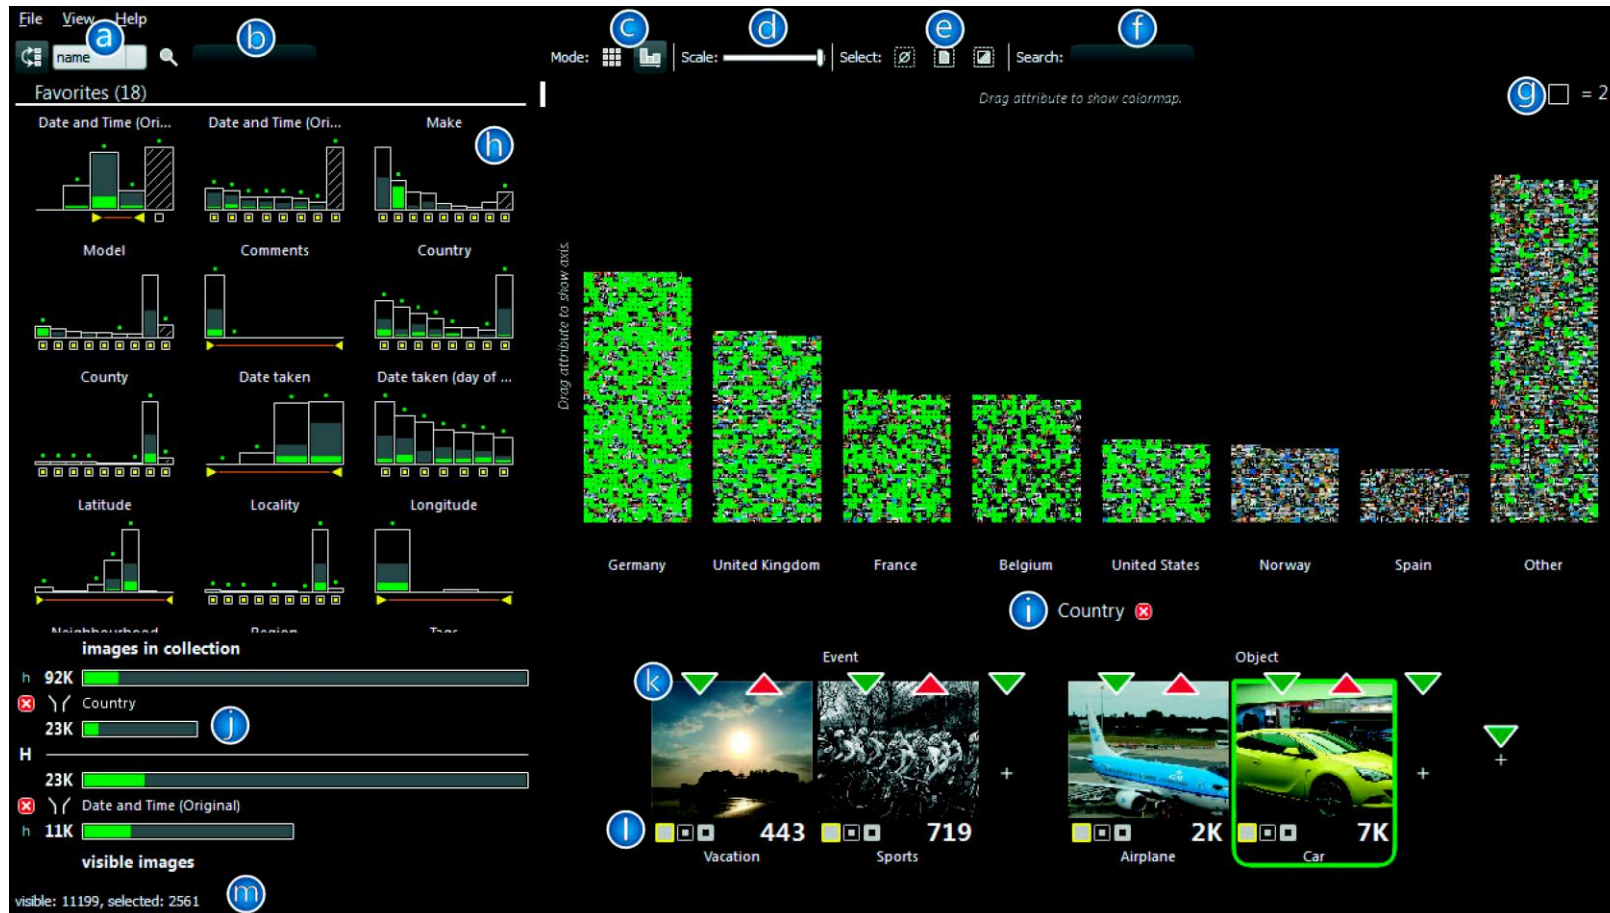 File View Help
a b c d e f
name Mode: Scale: Select: Search:
Favorites (18)
Drag attribute to show colormap.
g = 2
Date and Time (Ori... Date and Time (Ori... Make
h
Model Comments Country
Drag attribute to show axis.
County Date taken Date taken (day of ...
Latitude Locality Longitude
Germany United Kingdom France Belgium United States Norway Spain Other
i Country
Neighbourhood Region Tags
images in collection
h 92K
Country
23K
j
H
23K
Date and Time (Original)
h 11K
visible images
visible: 11199, selected: 2561
m
Event Object
k
+ + +
l
443 719 2K 7K
Vacation Sports Airplane Car